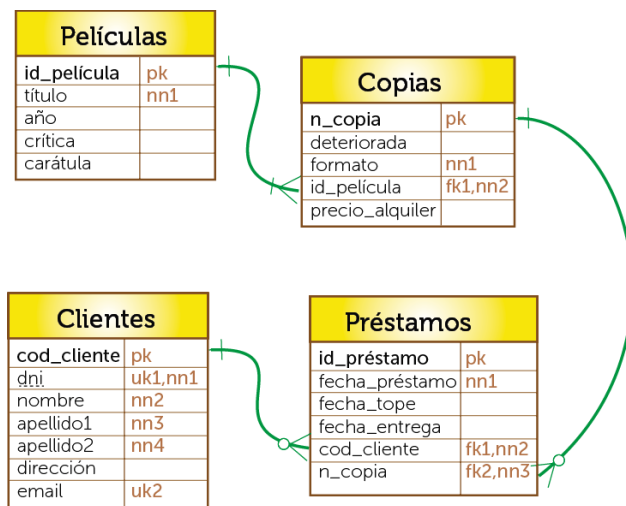 Películas
id_película pk
título nn1
año
crítica
carátula
Copias
n_copia pk
deteriorada
formato nn1
id_película fk1,nn2
precio_alquiler
Clientes
cod_cliente pk
dni uk1,nn1
nombre nn2
apellido1 nn3
apellido2 nn4
dirección
email uk2
Préstamos
id_préstamo pk
fecha_préstamo nn1
fecha_tope
fecha_entrega
cod_cliente fk1,nn2
n_copia fk2,nn3